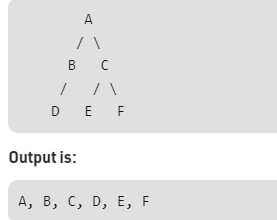 A
/ \
B C
/ / \
D E F
Output is:
A, B, C, D, E, F